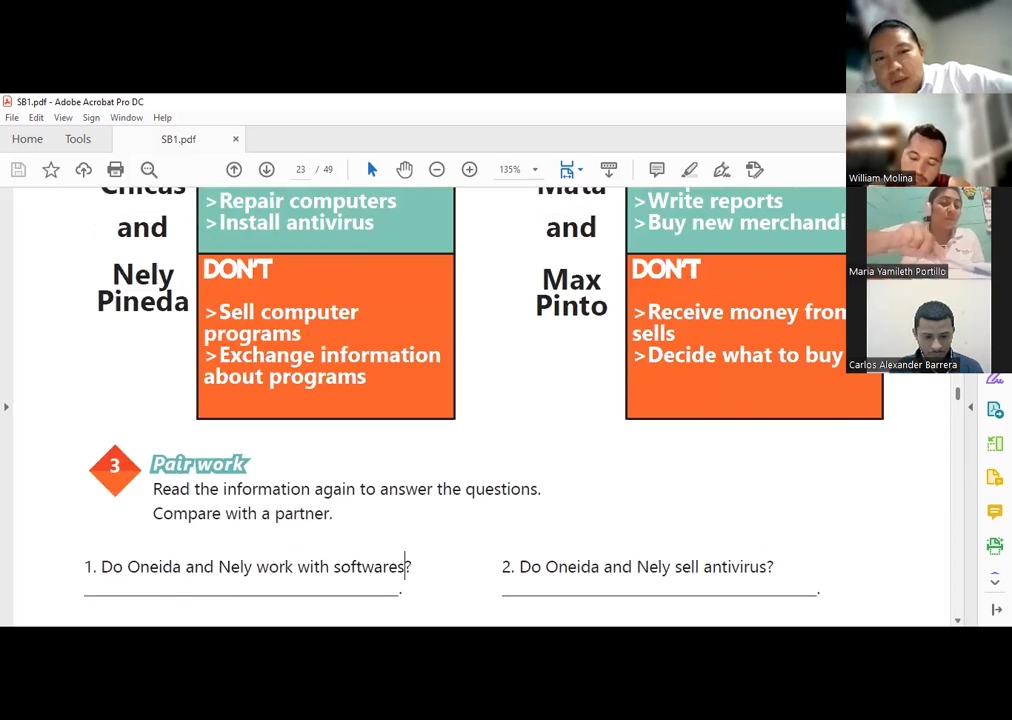 SB1.pdf - Adobe Acrobat Pro DC
File Edit View Sign Window Help
Home Tools SB1.pdf ×
23 / 49 135%
and
Nely
Pineda
>Repair computers
>Install antivirus
DON'T
>Sell computer
programs
>Exchange information
about programs
and
Max
Pinto
>Write reports
>Buy new merchandi
DON'T
>Receive money from
sells
>Decide what to buy
3 Pair work
Read the information again to answer the questions.
Compare with a partner.
1. Do Oneida and Nely work with softwares?
.
2. Do Oneida and Nely sell antivirus?
.
William Molina
Maria Yamileth Portillo
Carlos Alexander Barrera